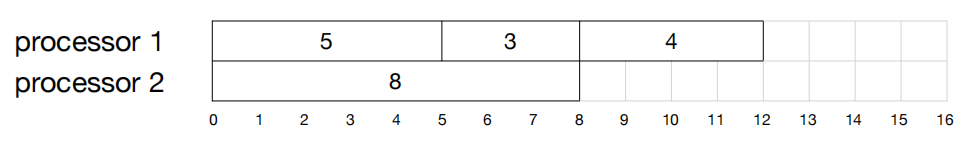 processor 1 5 3 4
processor 2 8
0 1 2 3 4 5 6 7 8 9 10 11 12 13 14 15 16